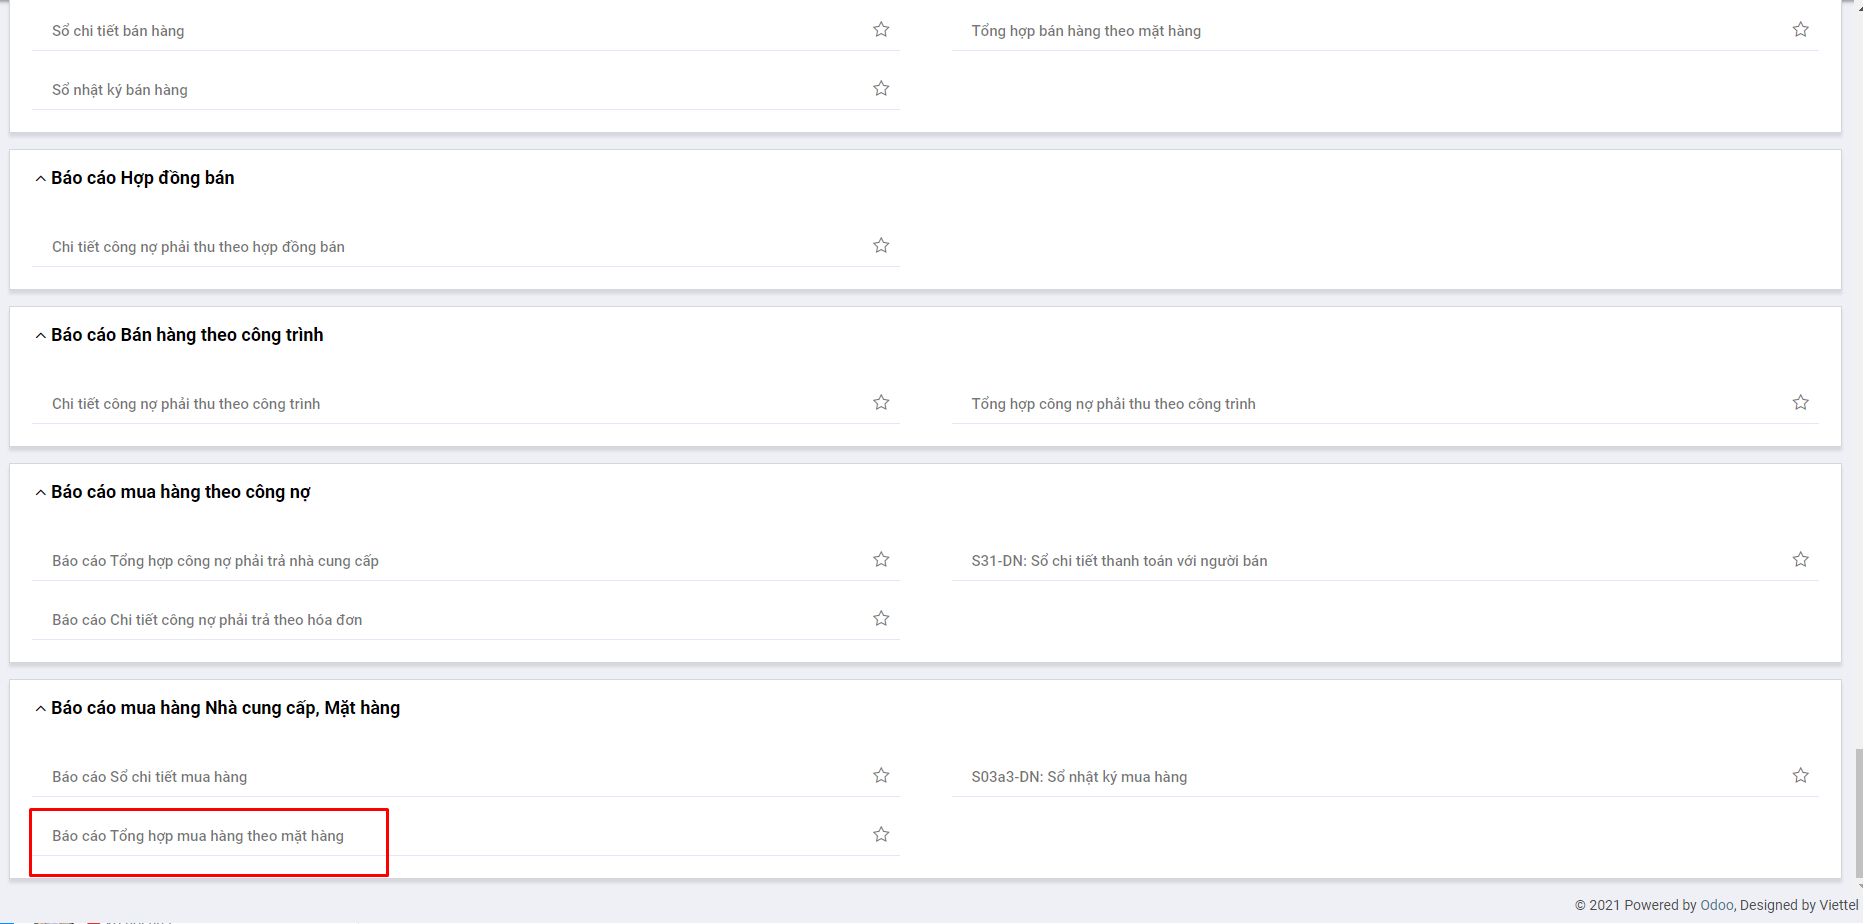 Sổ chi tiết bán hàng
Tổng hợp bán hàng theo mặt hàng
Sổ nhật ký bán hàng
Báo cáo Hợp đồng bán
Chi tiết công nợ phải thu theo hợp đồng bán
Báo cáo Bán hàng theo công trình
Chi tiết công nợ phải thu theo công trình
Tổng hợp công nợ phải thu theo công trình
Báo cáo mua hàng theo công nợ
Báo cáo Tổng hợp công nợ phải trả nhà cung cấp
S31-DN: Sổ chi tiết thanh toán với người bán
Báo cáo Chi tiết công nợ phải trả theo hóa đơn
Báo cáo mua hàng Nhà cung cấp, Mặt hàng
Báo cáo Sổ chi tiết mua hàng
S03a3-DN: Sổ nhật ký mua hàng
Báo cáo Tổng hợp mua hàng theo mặt hàng
© 2021 Powered by Odoo, Designed by Viettel